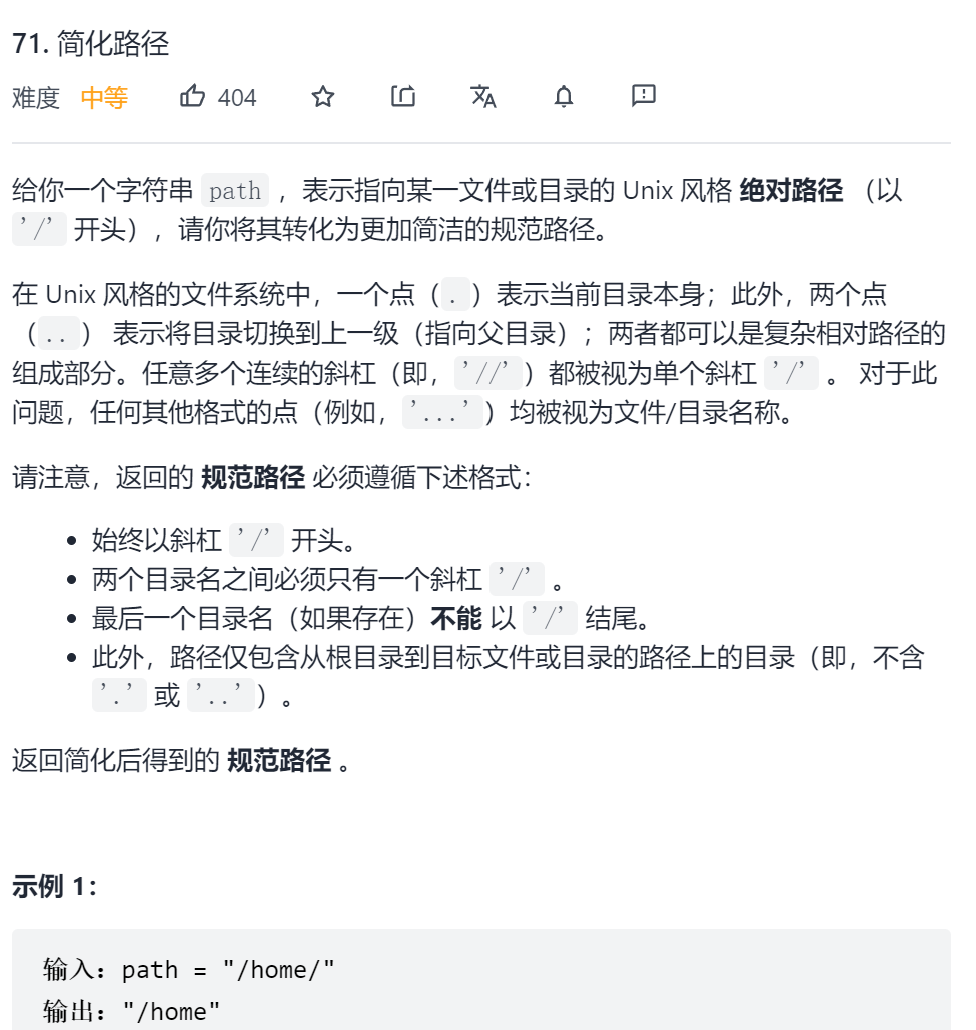 71. 简化路径
难度 中等 404
给你一个字符串 path ，表示指向某一文件或目录的 Unix 风格 绝对路径 （以
'/' 开头），请你将其转化为更加简洁的规范路径。
在 Unix 风格的文件系统中，一个点（.）表示当前目录本身；此外，两个点
（..） 表示将目录切换到上一级（指向父目录）；两者都可以是复杂相对路径的
组成部分。任意多个连续的斜杠（即，'//'）都被视为单个斜杠 '/' 。 对于此
问题，任何其他格式的点（例如，'...'）均被视为文件/目录名称。
请注意，返回的 规范路径 必须遵循下述格式：
• 始终以斜杠 '/' 开头。
• 两个目录名之间必须只有一个斜杠 '/' 。
• 最后一个目录名（如果存在）不能 以 '/' 结尾。
• 此外，路径仅包含从根目录到目标文件或目录的路径上的目录（即，不含
'.' 或 '..'）。
返回简化后得到的 规范路径 。
示例 1：
输入：path = "/home/"
输出："/home"